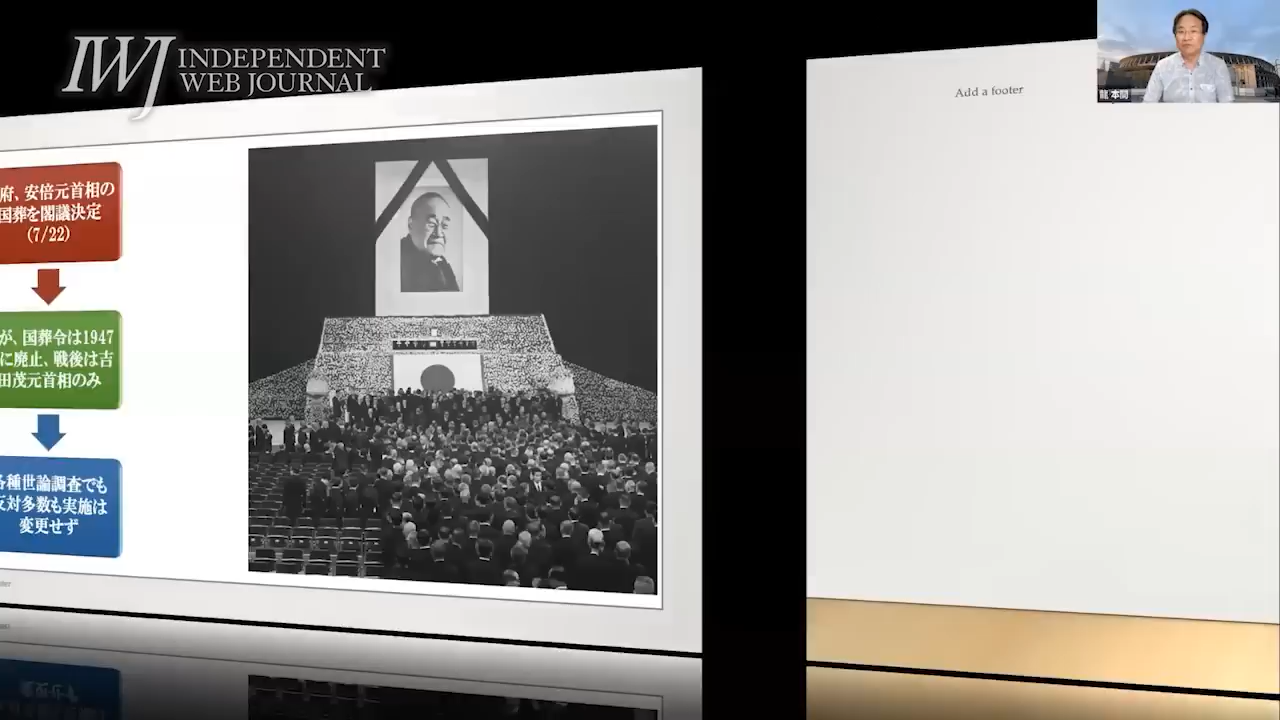 IWJ INDEPENDENT
WEB JOURNAL
府、安倍元首相の
国葬を閣議決定
(7/22)
が、国葬令は1947
に廃止、戦後は吉
田茂元首相のみ
各種世論調査でも
反対多数も実施は
変更せず
Add a footer
龍 本間